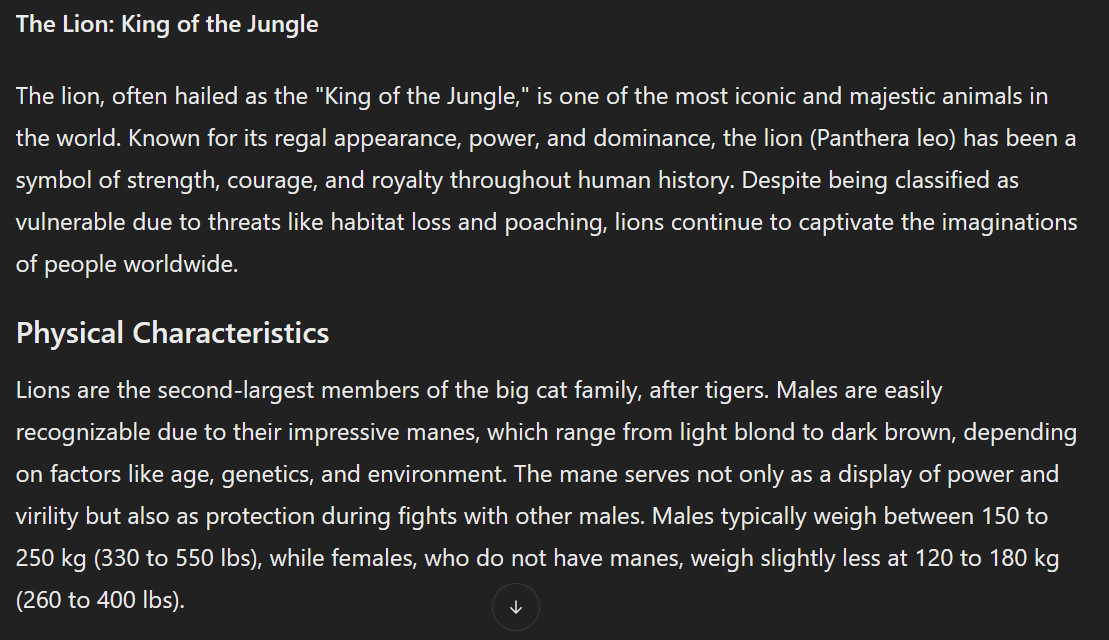 The Lion: King of the Jungle
The lion, often hailed as the "King of the Jungle," is one of the most iconic and majestic animals in
the world. Known for its regal appearance, power, and dominance, the lion (Panthera leo) has been a
symbol of strength, courage, and royalty throughout human history. Despite being classified as
vulnerable due to threats like habitat loss and poaching, lions continue to captivate the imaginations
of people worldwide.
Physical Characteristics
Lions are the second-largest members of the big cat family, after tigers. Males are easily
recognizable due to their impressive manes, which range from light blond to dark brown, depending
on factors like age, genetics, and environment. The mane serves not only as a display of power and
virility but also as protection during fights with other males. Males typically weigh between 150 to
250 kg (330 to 550 lbs), while females, who do not have manes, weigh slightly less at 120 to 180 kg
(260 to 400 lbs).